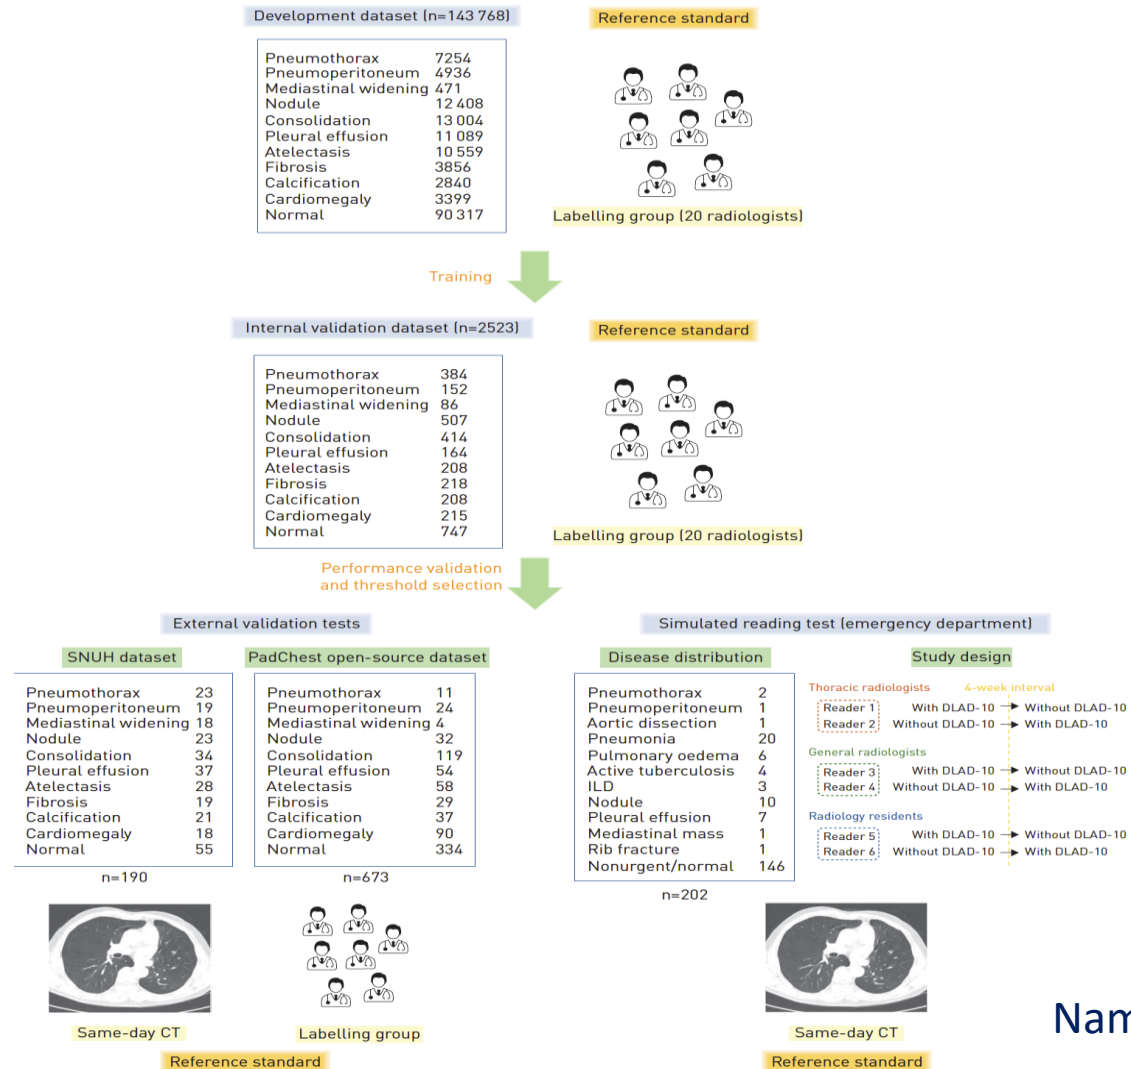 Development dataset (n=143 768)
Reference standard
Pneumothorax 7254
Pneumoperitoneum 4936
Mediastinal widening 471
Nodule 12 408
Consolidation 13 004
Pleural effusion 11 089
Atelectasis 10 559
Fibrosis 3856
Calcification 2840
Cardiomegaly 3399
Normal 90 317
Labelling group (20 radiologists)
Training
Internal validation dataset (n=2523)
Reference standard
Pneumothorax 384
Pneumoperitoneum 152
Mediastinal widening 86
Nodule 507
Consolidation 414
Pleural effusion 164
Atelectasis 208
Fibrosis 218
Calcification 208
Cardiomegaly 215
Normal 747
Labelling group (20 radiologists)
Performance validation
and threshold selection
External validation tests
SNUH dataset
Pneumothorax 23
Pneumoperitoneum 19
Mediastinal widening 18
Nodule 23
Consolidation 34
Pleural effusion 37
Atelectasis 28
Fibrosis 19
Calcification 21
Cardiomegaly 18
Normal 55
n=190
Same-day CT
PadChest open-source dataset
Pneumothorax 11
Pneumoperitoneum 24
Mediastinal widening 4
Nodule 32
Consolidation 119
Pleural effusion 54
Atelectasis 58
Fibrosis 29
Calcification 37
Cardiomegaly 90
Normal 334
n=673
Labelling group
Reference standard
Simulated reading test (emergency department)
Disease distribution
Pneumothorax 2
Pneumoperitoneum 1
Aortic dissection 1
Pneumonia 20
Pulmonary oedema 6
Active tuberculosis 4
ILD 3
Nodule 10
Pleural effusion 7
Mediastinal mass 1
Rib fracture 1
Nonurgent/normal 146
n=202
Study design
Thoracic radiologists 4-week interval
Reader 1 With DLAD-10 → Without DLAD-10
Reader 2 Without DLAD-10 → With DLAD-10
General radiologists
Reader 3 With DLAD-10 → Without DLAD-10
Reader 4 Without DLAD-10 → With DLAD-10
Radiology residents
Reader 5 With DLAD-10 → Without DLAD-10
Reader 6 Without DLAD-10 → With DLAD-10
Same-day CT
Reference standard
Nam